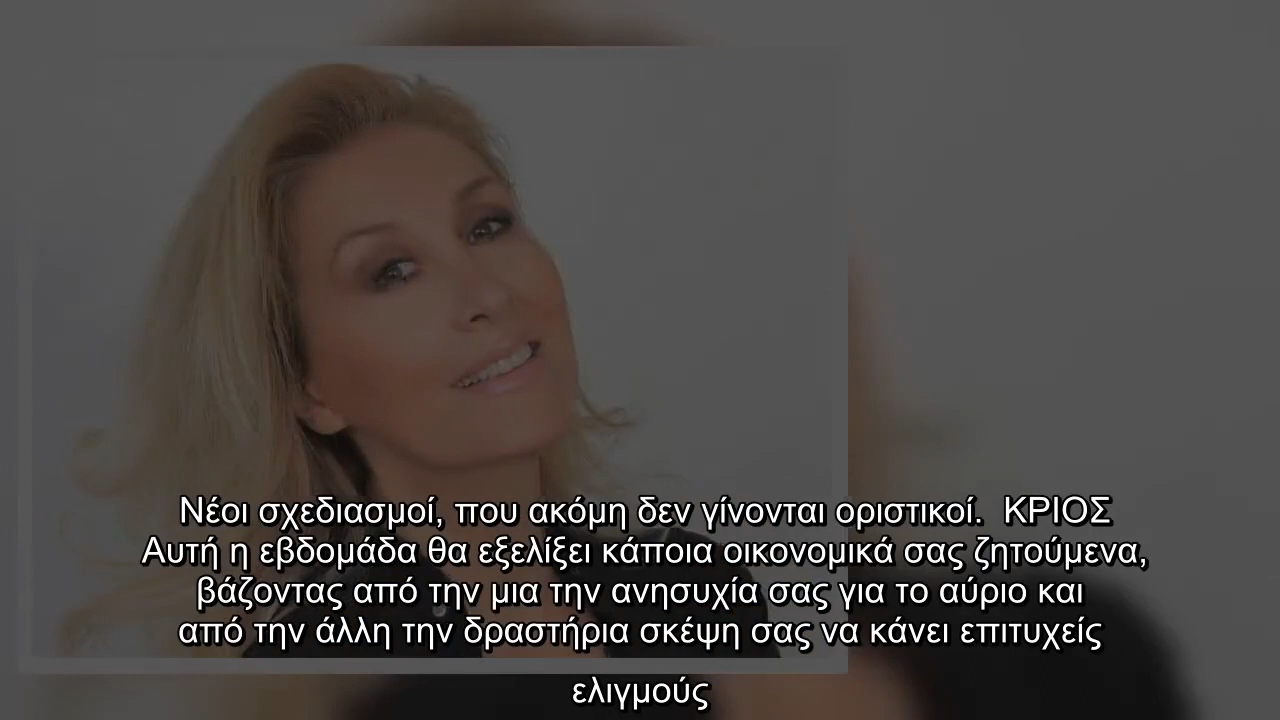 Νέοι σχεδιασμοί, που ακόμη δεν γίνονται οριστικοί.  ΚΡΙΟΣ
Αυτή η εβδομάδα θα εξελίξει κάποια οικονομικά σας ζητούμενα,
βάζοντας από την μια την ανησυχία σας για το αύριο και
από την άλλη την δραστήρια σκέψη σας να κάνει επιτυχείς
ελιγμούς